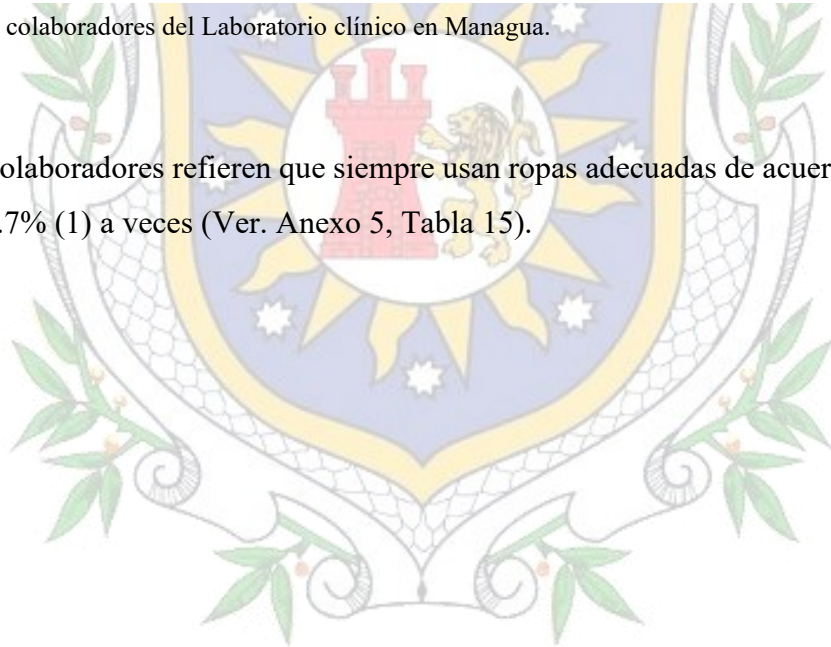 colaboradores del Laboratorio clínico en Managua.
olaboradores refieren que siempre usan ropas adecuadas de acuer
.7% (1) a veces (Ver. Anexo 5, Tabla 15).